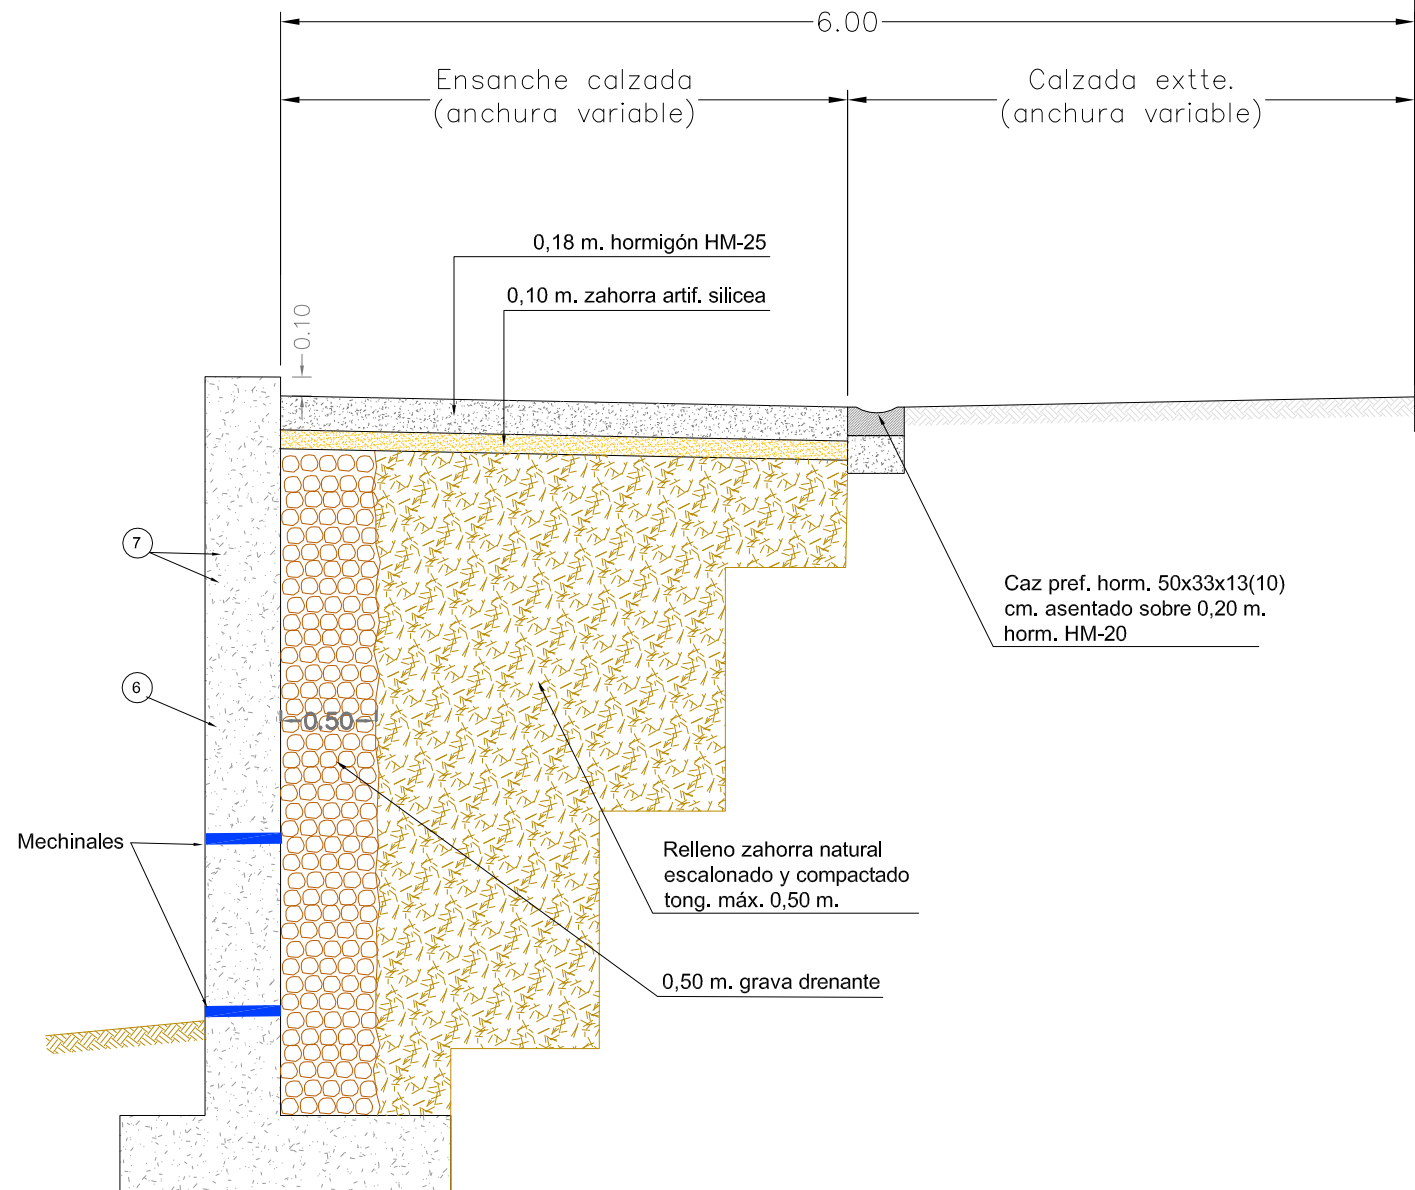 6.00
Ensanche calzada
(anchura variable)
Calzada extte.
(anchura variable)
0,18 m. hormigón HM-25
0,10 m. zahorra artif. silicea
0.10
7
Caz pref. horm. 50x33x13(10)
cm. asentado sobre 0,20 m.
horm. HM-20
6
0.50
Mechinales
Relleno zahorra natural
escalonado y compactado
tong. máx. 0,50 m.
0,50 m. grava drenante